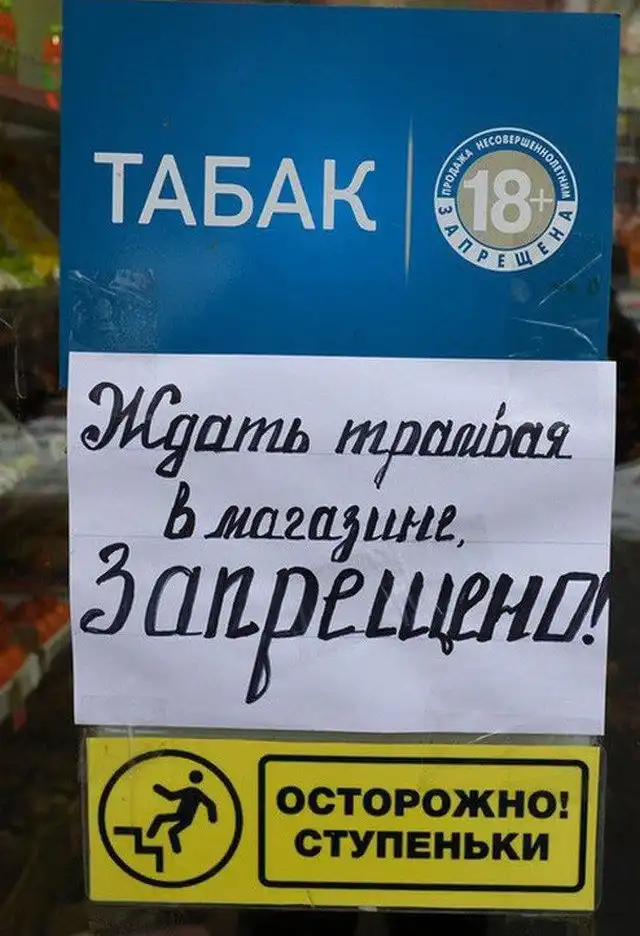 ТАБАК
ПРОДАЖА НЕСОВЕРШЕННОЛЕТНИМ
18+
ЗАПРЕЩЕНА
Ждать трамвая
в магазине,
Запрещено!
ОСТОРОЖНО!
СТУПЕНЬКИ